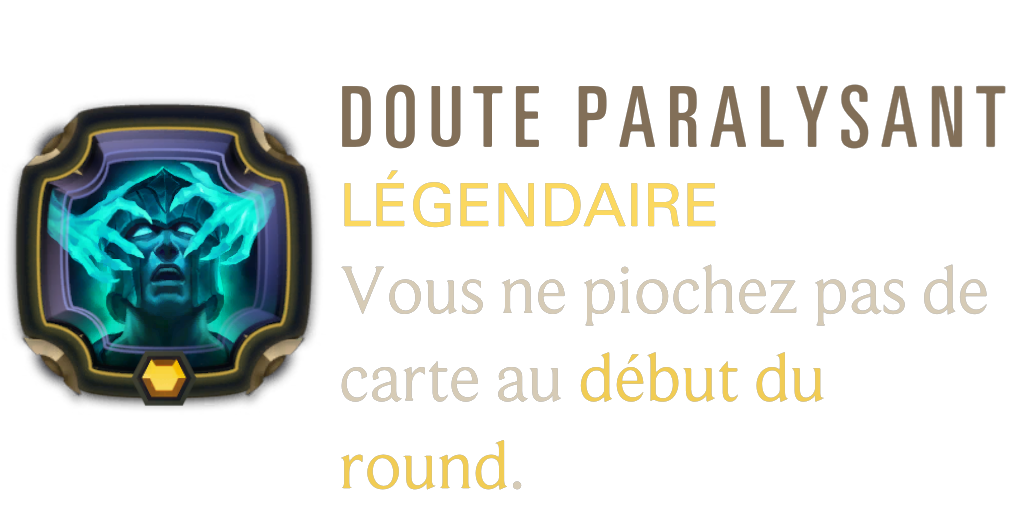 DOUTE PARALYSANT
LÉGENDAIRE
Vous ne piochez pas de
carte au début du
round.